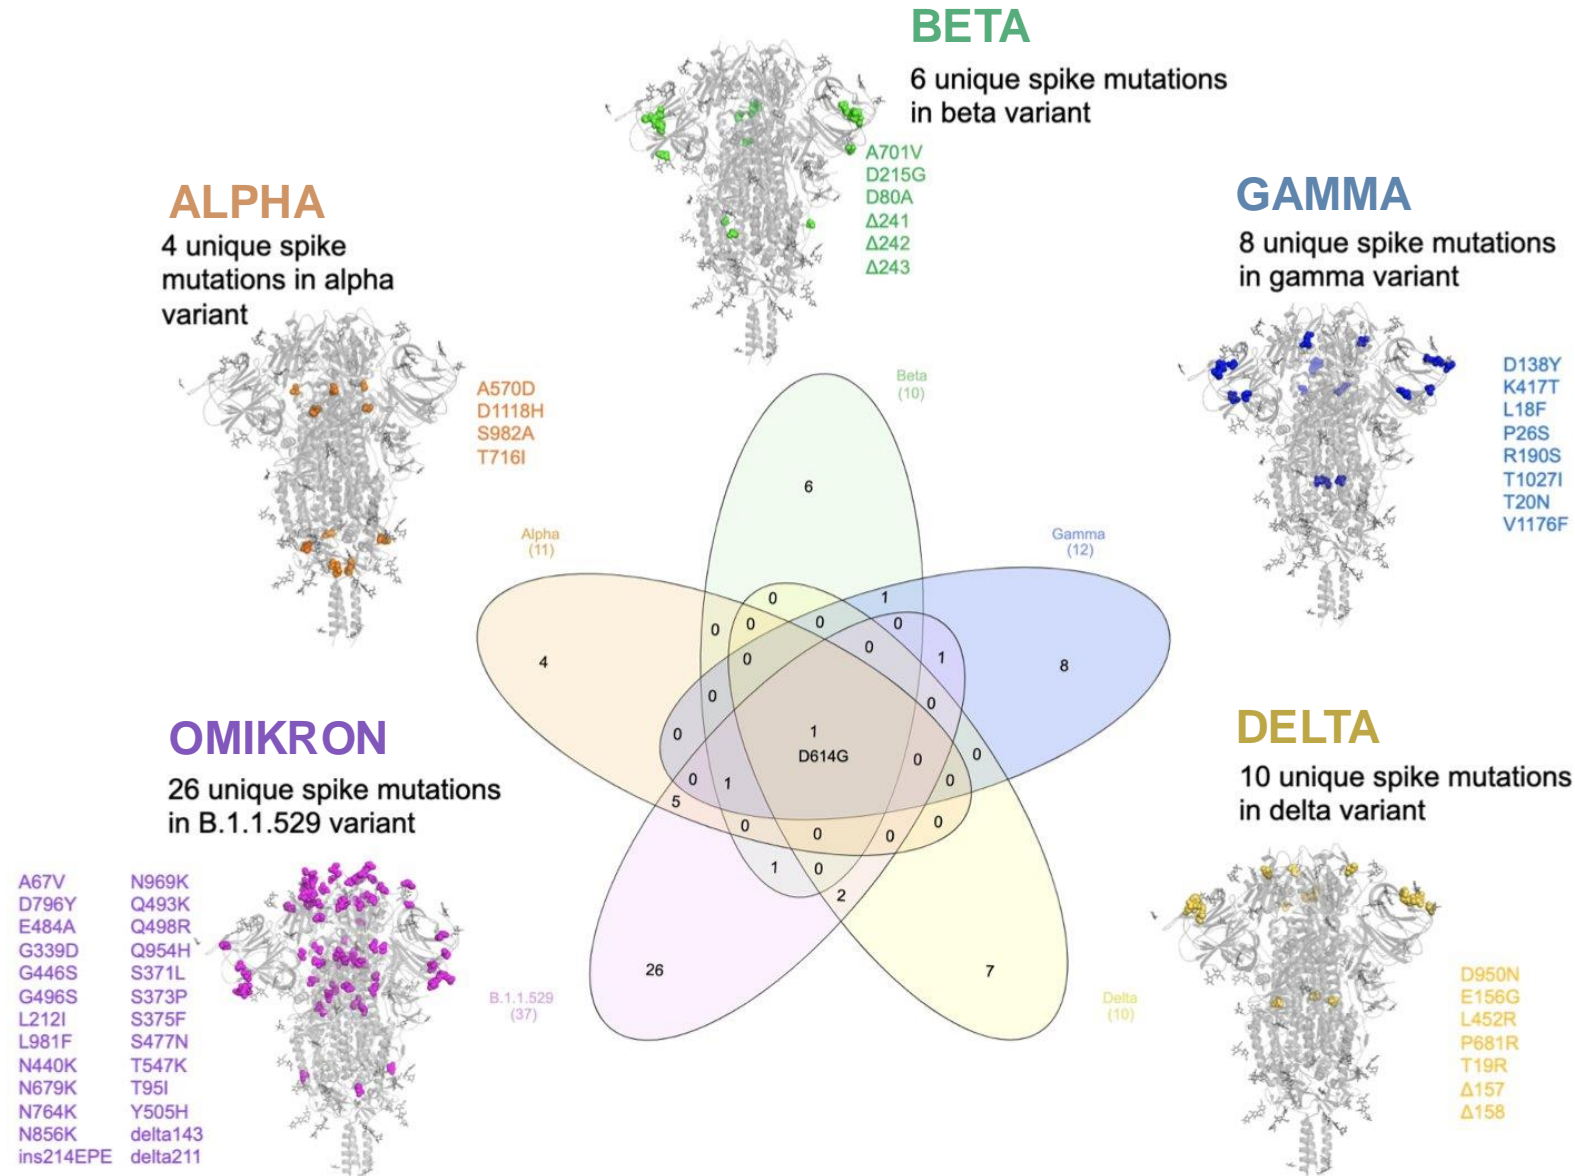 BETA
6 unique spike mutations
in beta variant
A701V
D215G
D80A
Δ241
Δ242
Δ243
ALPHA
4 unique spike
mutations in alpha
variant
A570D
D1118H
S982A
T716I
GAMMA
8 unique spike mutations
in gamma variant
D138Y
K417T
L18F
P26S
R190S
T1027I
T20N
V1176F
Beta
(10)
Alpha
(11)
Gamma
(12)
6
0
1
0
0
0
0
4
0
0
1
8
0
0
0
1
D614G
0
0
0
0
0
1
5
0
0
0
0
1
0
2
26
7
B.1.1.529
(37)
Delta
(10)
OMIKRON
26 unique spike mutations
in B.1.1.529 variant
A67V
D796Y
E484A
G339D
G446S
G496S
L212I
L981F
N440K
N679K
N764K
N856K
ins214EPE
N969K
Q493K
Q498R
Q954H
S371L
S373P
S375F
S477N
T547K
T95I
Y505H
delta143
delta211
DELTA
10 unique spike mutations
in delta variant
D950N
E156G
L452R
P681R
T19R
Δ157
Δ158